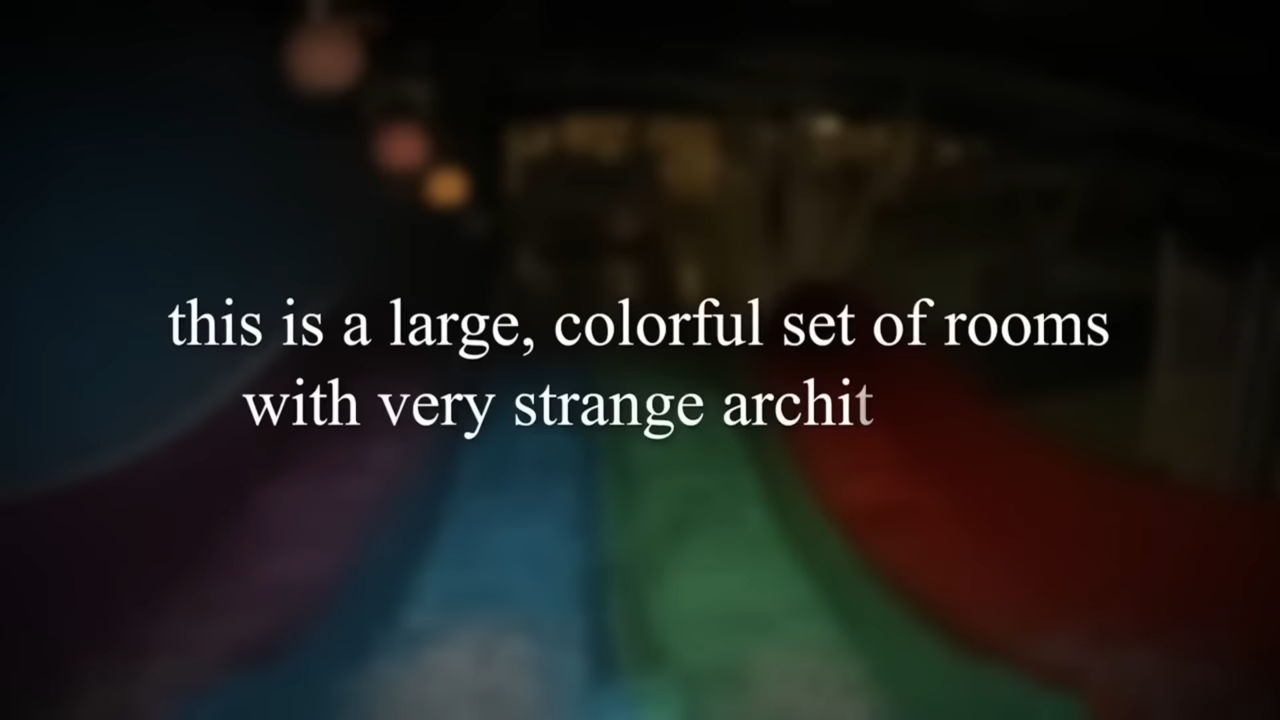 this is a large, colorful set of rooms
with very strange archit